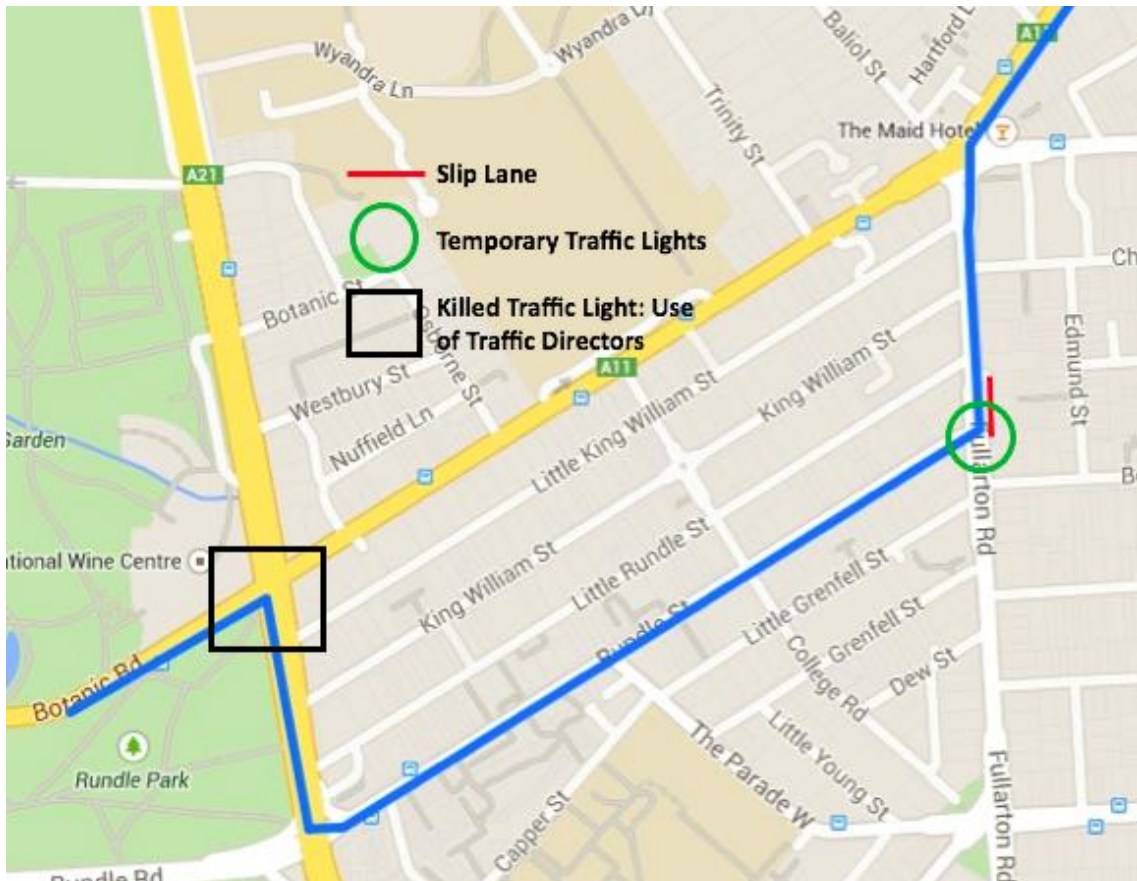 Wyandra Ln
Wyandra Dr
Baliol St
Hartford L
A11
Trinity St
The Maid Hotel
A21
Slip Lane
Temporary Traffic Lights
Ch
Botanic St
Killed Traffic Light: Use
of Traffic Directors
Osborne St
Edmund St
Westbury St
A11
Nuffield Ln
Garden
Little King William St
King William St
Fullarton Rd
ational Wine Centre
King William St
Little Rundle St
Rundle St
Little Grenfell St
Grenfell St
College Rd
Dew St
Botanic Rd
Rundle Park
The Parade W
Little Young St
Capper St
Fullarton Rd
Rundle Rd